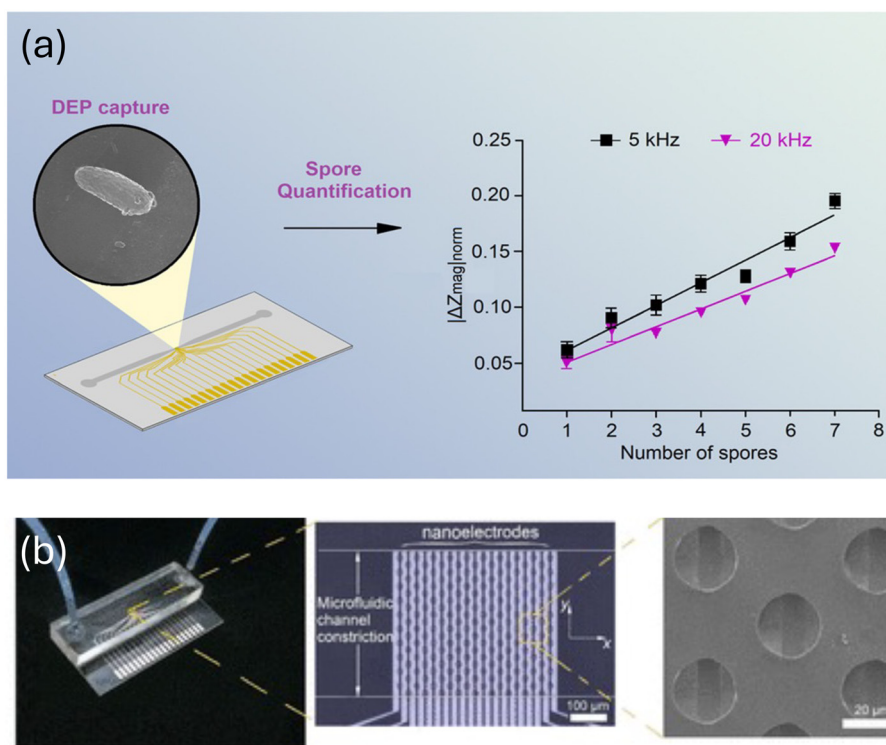 (a)
DEP capture
Spore
Quantification
|ΔZmag|norm
0.25
0.20
0.15
0.10
0.05
5 kHz
20 kHz
0 1 2 3 4 5 6 7 8
Number of spores
(b)
nanoelectrodes
Microfluidic
channel
constriction
y
x
100 µm
20 µm